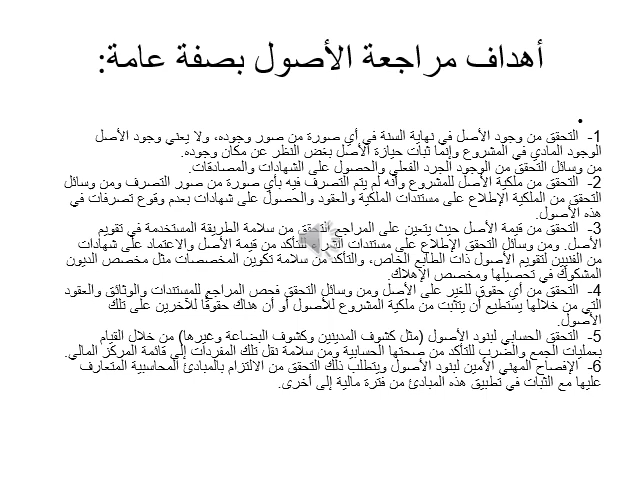 أهداف مراجعة الأصول بصفة عامة:
•
1- التحقق من وجود الأصل في نهاية السنة في أي صورة من صور وجوده، ولا يعني وجود الأصل
الوجود المادي في المشروع وإنما ثبات حيازة الأصل بغض النظر عن مكان وجوده.
من وسائل التحقق من الوجود الجرد الفعلي والحصول على الشهادات والمصادقات.
2- التحقق من ملكية الأصل للمشروع وأنه لم يتم التصرف فيه بأي صورة من صور التصرف ومن وسائل
التحقق من الملكية الإطلاع على مستندات الملكية والعقود والحصول على شهادات بعدم وقوع تصرفات في
هذه الأصول.
3- التحقق من قيمة الأصل حيث يتعين على المراجع التحقق من سلامة الطريقة المستخدمة في تقويم
الأصل. ومن وسائل التحقق الإطلاع على مستندات الشراء للتأكد من قيمة الأصل والاعتماد على شهادات
من الفنيين لتقويم الأصول ذات الطابع الخاص، والتأكد من سلامة تكوين المخصصات مثل مخصص الديون
المشكوك في تحصيلها ومخصص الإهلاك.
4- التحقق من أي حقوق للغير على الأصل ومن وسائل التحقق فحص المراجع للمستندات والوثائق والعقود
التي من خلالها يستطيع أن يتثبت من ملكية المشروع للأصول أو أن هناك حقوقًا للآخرين على تلك
الأصول.
5- التحقق الحسابي لبنود الأصول (مثل كشوف المدينين وكشوف البضاعة وغيرها) من خلال القيام
بعمليات الجمع والضرب للتأكد من صحتها الحسابية ومن سلامة نقل تلك المفردات إلى قائمة المركز المالي.
6- الإفصاح المهني الأمين لبنود الأصول ويتطلب ذلك التحقق من الالتزام بالمبادئ المحاسبية المتعارف
عليها مع الثبات في تطبيق هذه المبادئ من فترة مالية إلى أخرى.